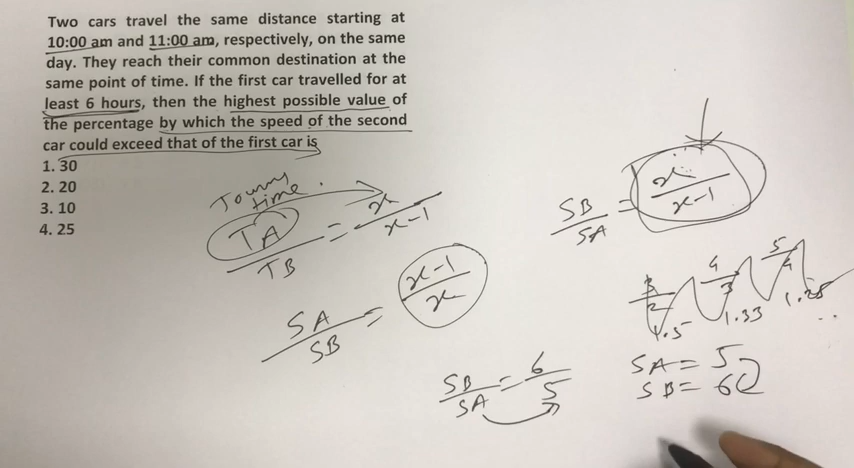 Two cars travel the same distance starting at
10:00 am and 11:00 am, respectively, on the same
day. They reach their common destination at the
same point of time. If the first car travelled for at
least 6 hours, then the highest possible value of
the percentage by which the speed of the second
car could exceed that of the first car is
1. 30
2. 20
3. 10
4. 25
time.
TA/TB = x/x-1
SA/SB = x-1/x
SB/SA = x/x-1
3/2 4/3 5/4
1.5 1.33 1.25 ..
SB/SA = 6/5
SA = 5
SB = 6